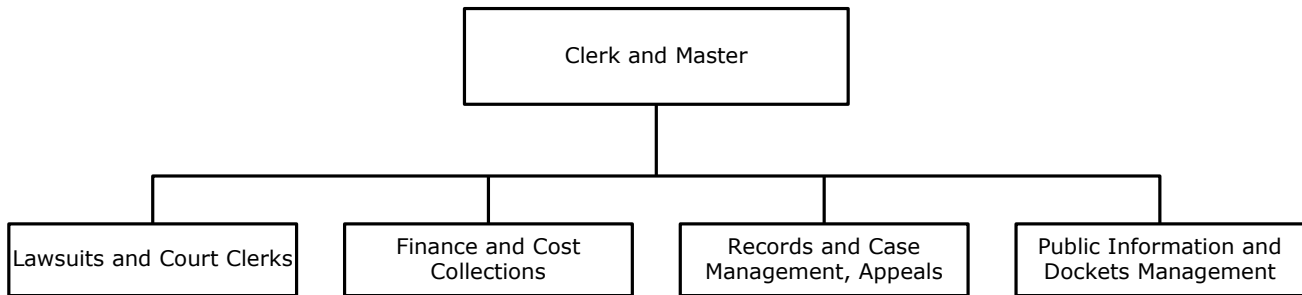 Clerk and Master
Lawsuits and Court Clerks
Finance and Cost
Collections
Records and Case
Management, Appeals
Public Information and
Dockets Management